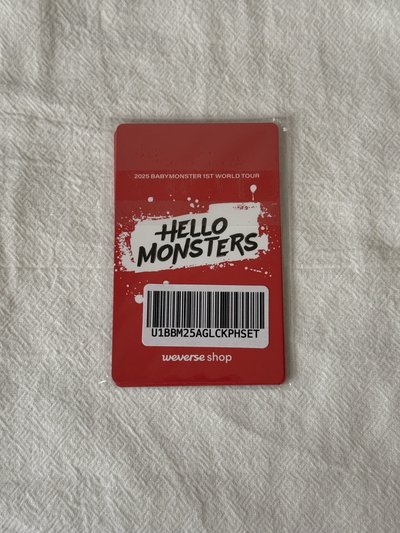 2025 BABYMONSTER 1ST WORLD TOUR
HELLO
MONSTERS
U1BBM25AGLCKPHSET
weverse shop